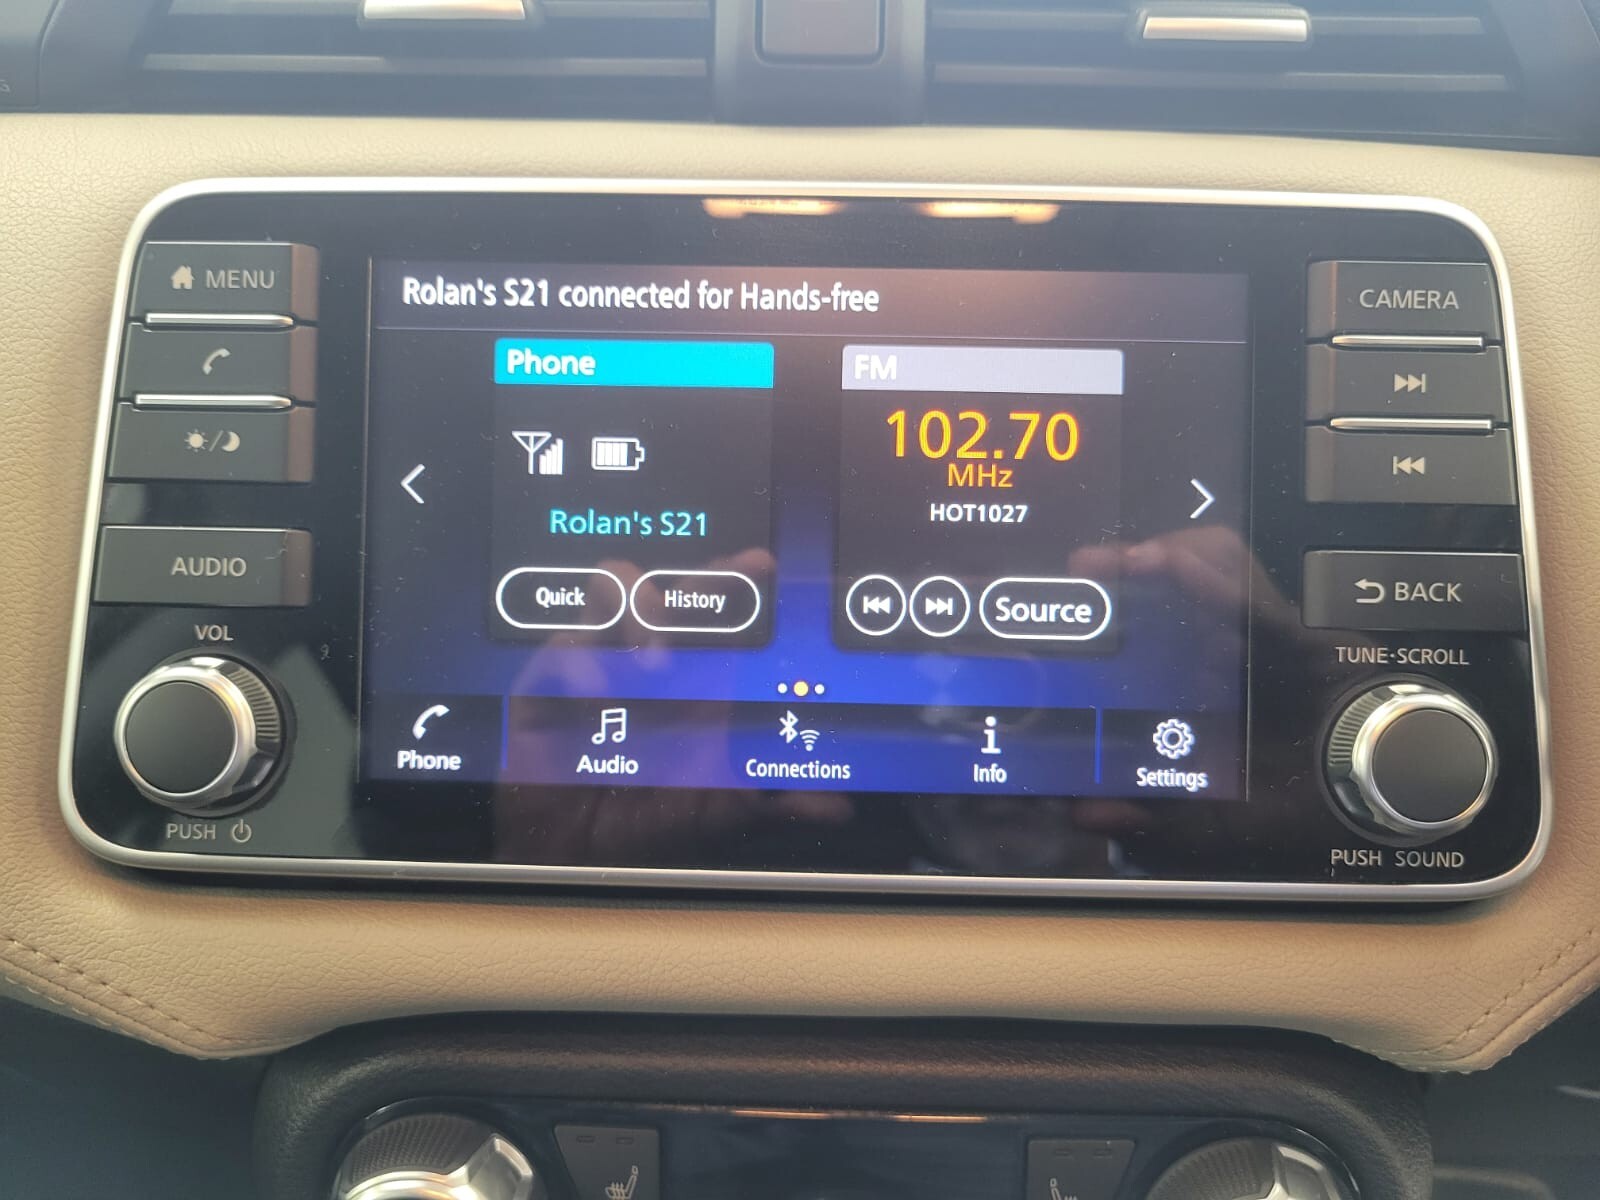 MENU
AUDIO
VOL
PUSH
Rolan's S21 connected for Hands-free
Phone
Rolan's S21
Quick
History
FM
102.70
MHz
HOT1027
Source
Phone
Audio
Connections
Info
Settings
CAMERA
BACK
TUNE·SCROLL
PUSH SOUND